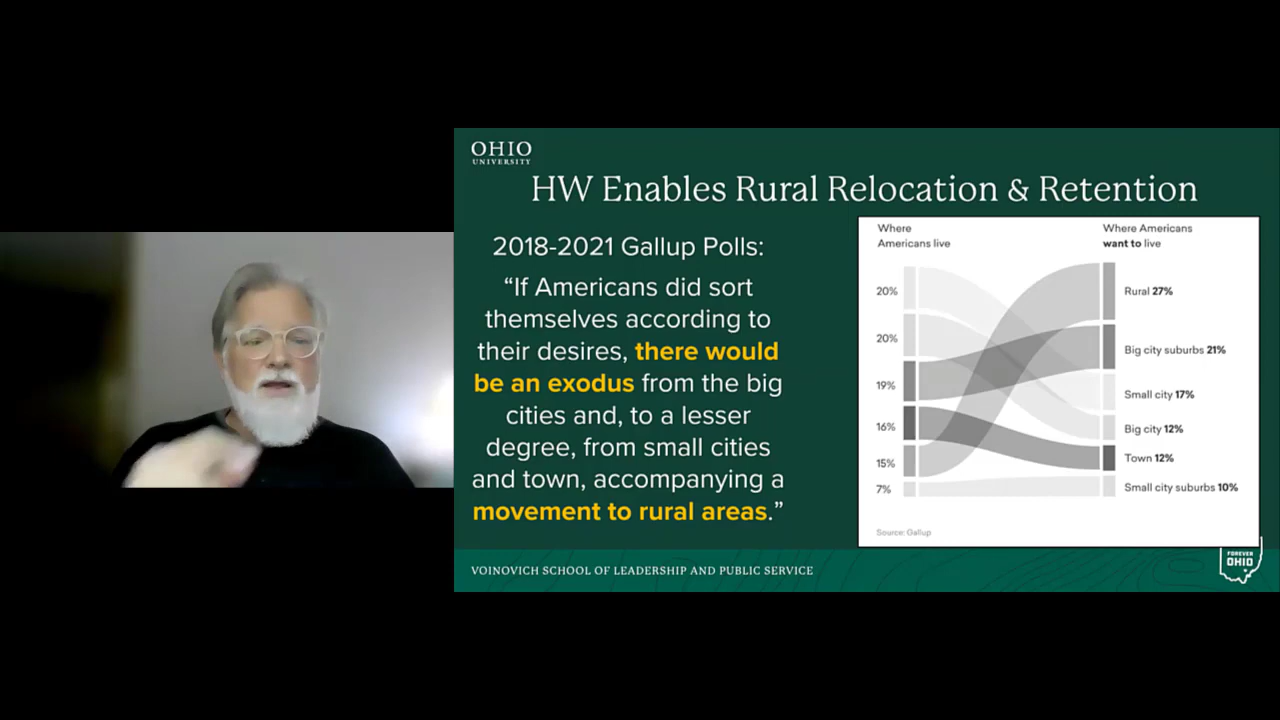 OHIO
UNIVERSITY
HW Enables Rural Relocation & Retention
2018-2021 Gallup Polls:
“If Americans did sort
themselves according to
their desires, there would
be an exodus from the big
cities and, to a lesser
degree, from small cities
and town, accompanying a
movement to rural areas.”
Where
Americans live
Where Americans
want to live
20%
20%
19%
16%
15%
7%
Rural 27%
Big city suburbs 21%
Small city 17%
Big city 12%
Town 12%
Small city suburbs 10%
Source: Gallup
VOINOVICH SCHOOL OF LEADERSHIP AND PUBLIC SERVICE
FOREVER
OHIO